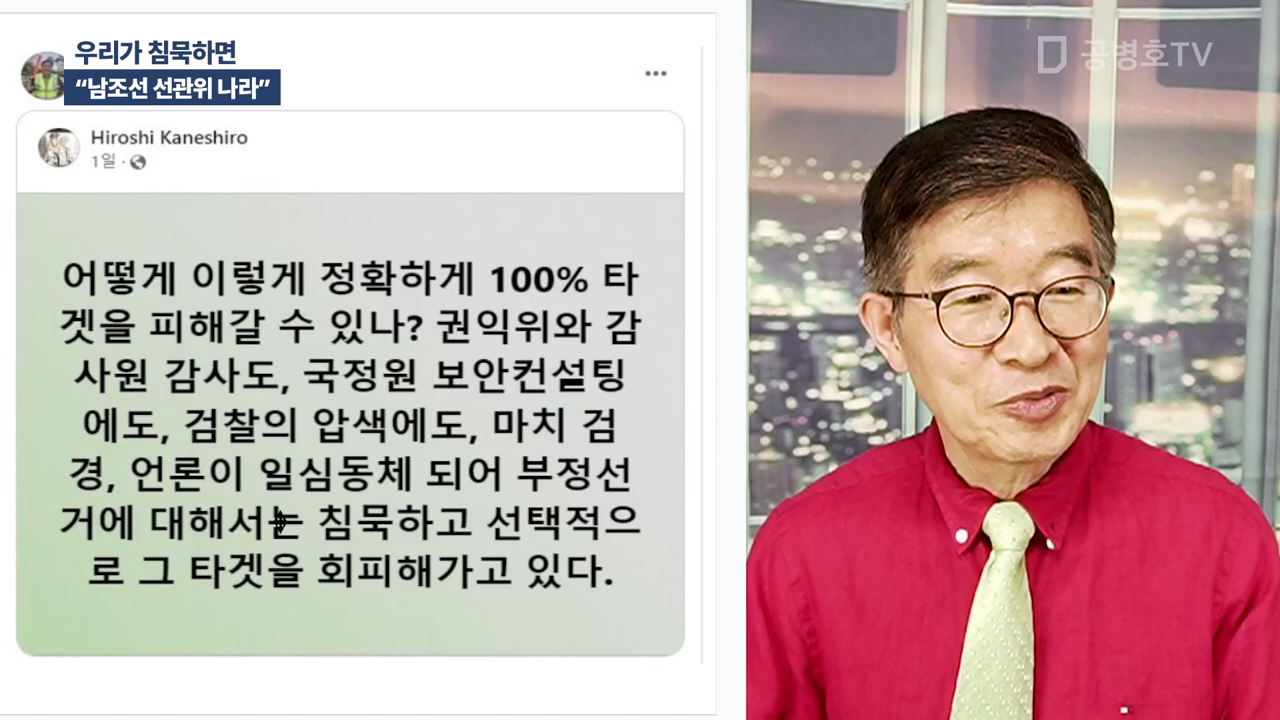 우리가 침묵하면
“남조선 선관위 나라”
공병호TV
Hiroshi Kaneshiro
1일 ·
어떻게 이렇게 정확하게 100% 타
겟을 피해갈 수 있나? 권익위와 감
사원 감사도, 국정원 보안컨설팅
에도, 검찰의 압색에도, 마치 검
경, 언론이 일심동체 되어 부정선
거에 대해서는 침묵하고 선택적으
로 그 타겟을 회피해가고 있다.